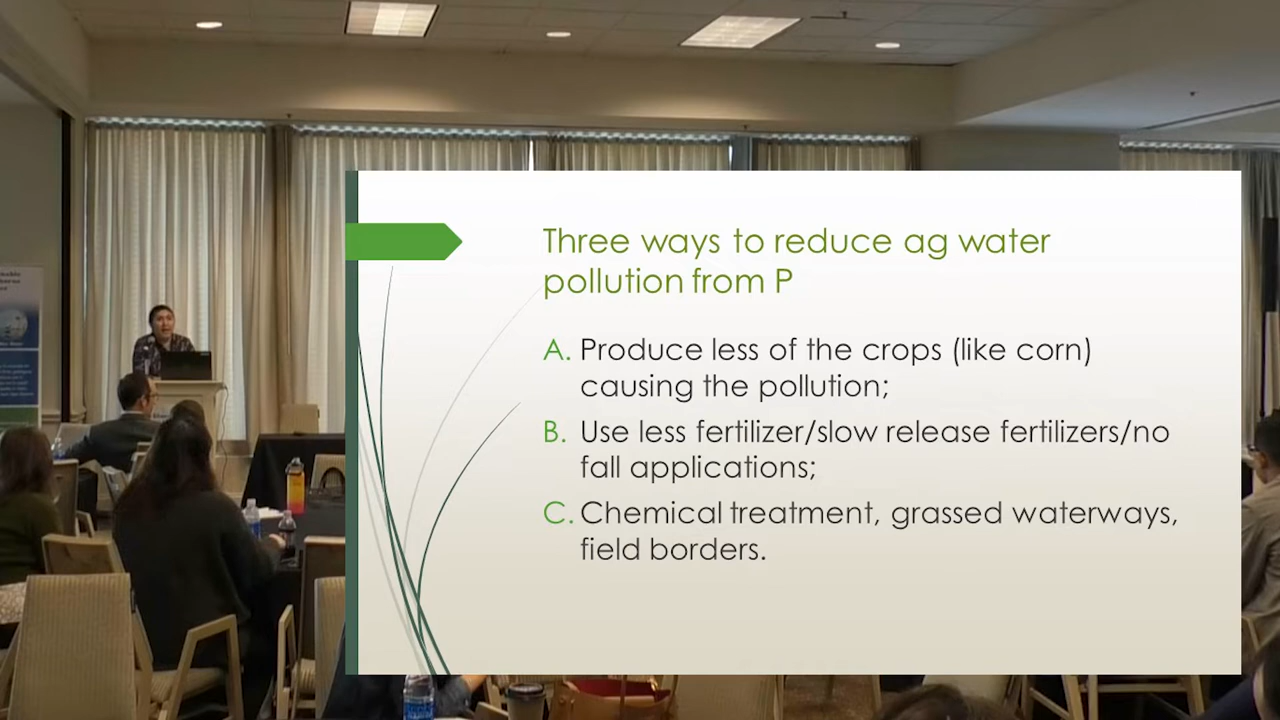 Three ways to reduce ag water
pollution from P
A. Produce less of the crops (like corn)
causing the pollution;
B. Use less fertilizer/slow release fertilizers/no
fall applications;
C. Chemical treatment, grassed waterways,
field borders.